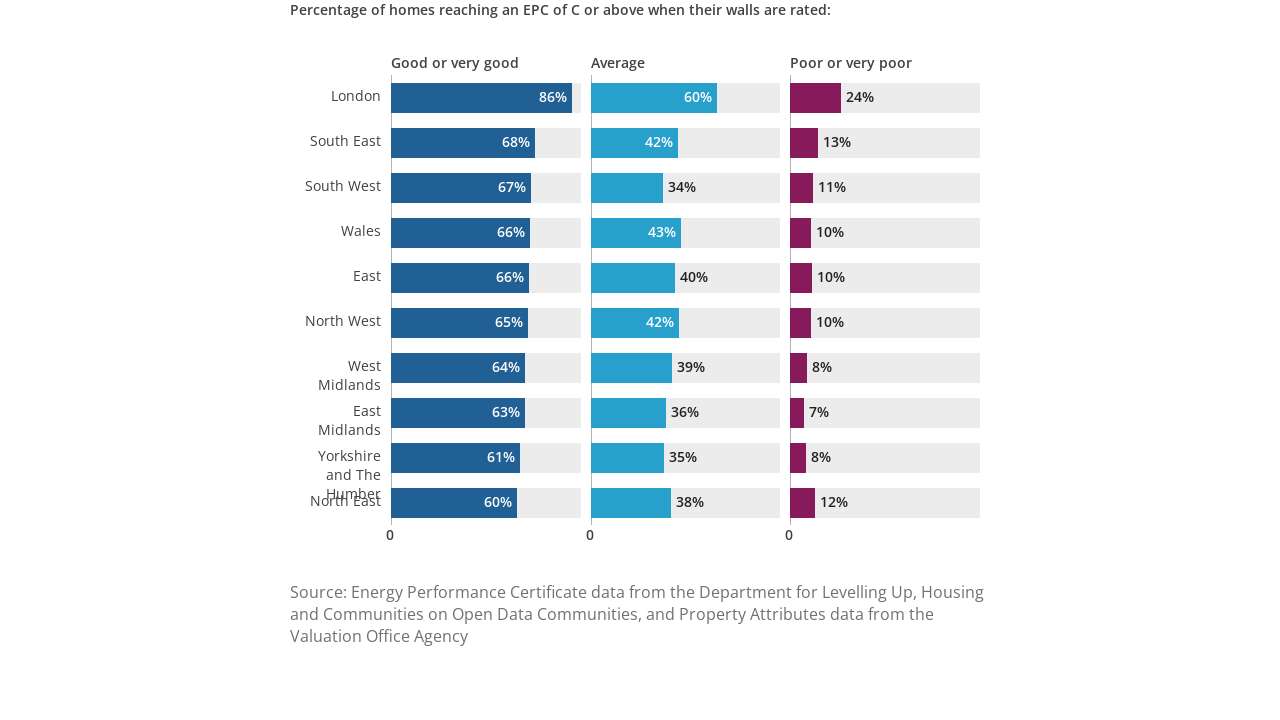 Percentage of homes reaching an EPC of C or above when their walls are rated:
Good or very good Average Poor or very poor
London 86% 60% 24%
South East 68% 42% 13%
South West 67% 34% 11%
Wales 66% 43% 10%
East 66% 40% 10%
North West 65% 42% 10%
West 64% 39% 8%
Midlands
East 63% 36% 7%
Midlands
Yorkshire 61% 35% 8%
and The
Humber
North East 60% 38% 12%
0 0 0
Source: Energy Performance Certificate data from the Department for Levelling Up, Housing
and Communities on Open Data Communities, and Property Attributes data from the
Valuation Office Agency